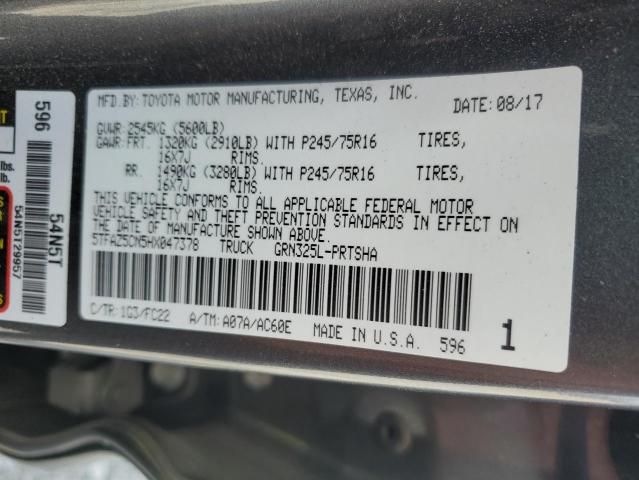 MFD.BY:TOYOTA MOTOR MANUFACTURING, TEXAS, INC. DATE:08/17
GVWR:2545KG (5600LB)
GAWR:FRT. 1320KG (2910LB) WITH P245/75R16 TIRES,
16X7J RIMS.
RR. 1490KG (3280LB) WITH P245/75R16 TIRES,
16X7J RIMS.
THIS VEHICLE CONFORMS TO ALL APPLICABLE FEDERAL MOTOR
VEHICLE SAFETY AND THEFT PREVENTION STANDARDS IN EFFECT ON THE
DATE OF MANUFACTURE SHOWN ABOVE.
5TFAZ5CN5HX047378 TRUCK GRN325L-PRTSHA
C/TR:1G3/FC22 A/TM:A07A/AC60E MADE IN U.S.A. 596 1
596
54N5T
54N5T29957
lbs.
lb.